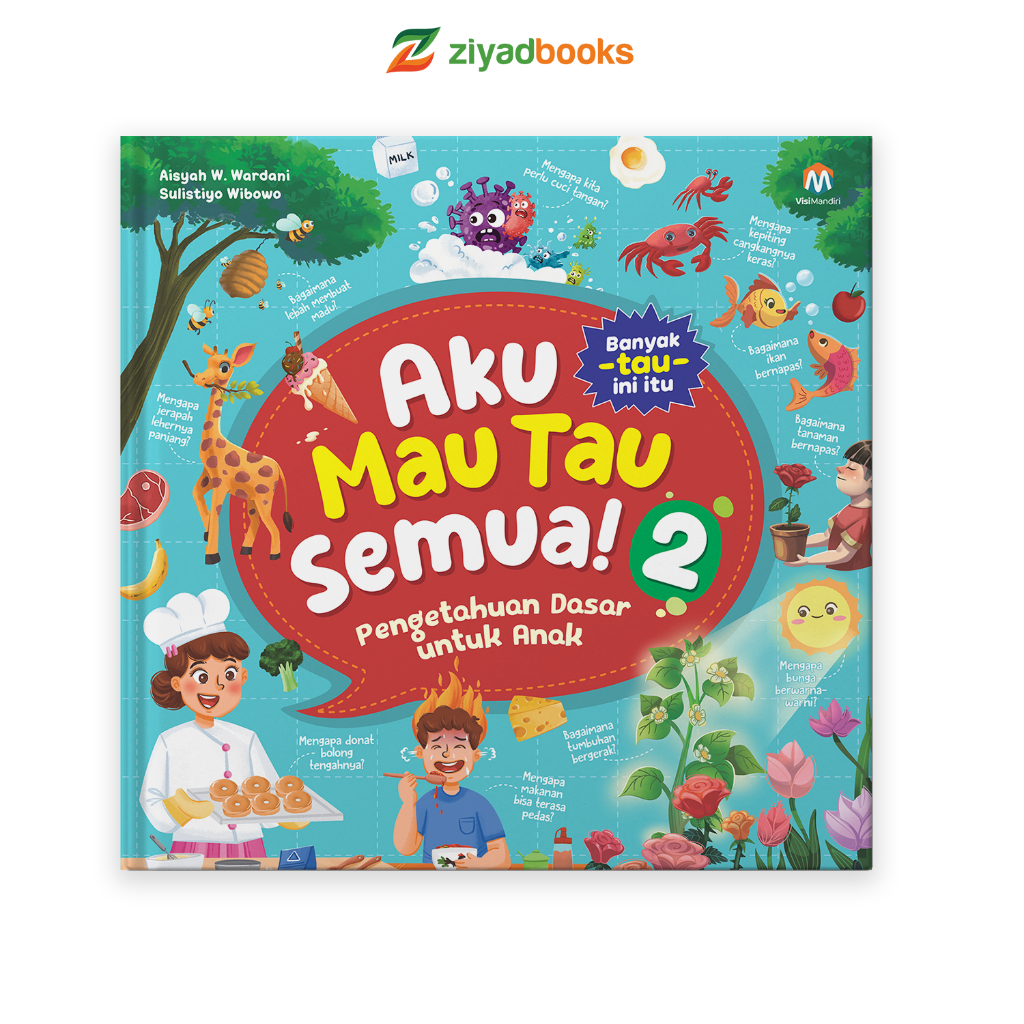 ziyadbooks
Aisyah W. Wardani
Sulistiyo Wibowo
MILK
Mengapa kita
perlu cuci tangan?
VisiMandiri
Mengapa
kepiting
cangkangnya
keras?
Bagaimana
lebah membuat
madu?
Banyak
-tau-
ini itu
Bagaimana
ikan
bernapas?
Mengapa
jerapah
lehernya
panjang?
Aku
Mau Tau
Semua! 2
Bagaimana
tanaman
bernapas?
Pengetahuan Dasar
untuk Anak
Mengapa
bunga
berwarna-
warni?
Mengapa donat
bolong
tengahnya?
Bagaimana
tumbuhan
bergerak?
Mengapa
makanan
bisa terasa
pedas?